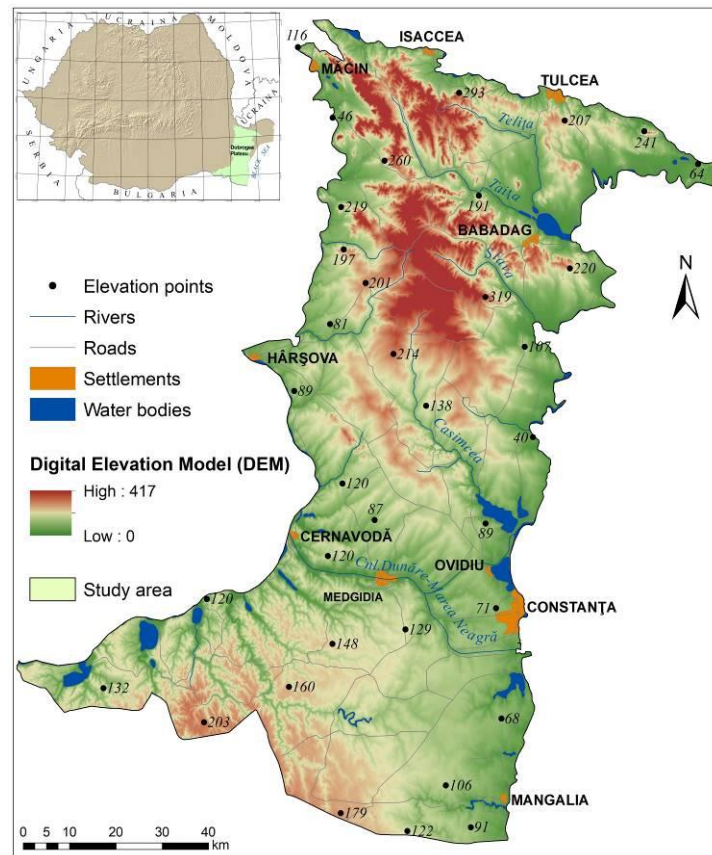 UNGARIA
UCRAINA
MOLDOVA
UCRAINA
SERBIA
BULGARIA
Dobrogea
Plateau
BLACK SEA
116
ISACCEA
MACIN
293
TULCEA
46
Telița
207
241
260
64
191
Taița
219
BABADAG
197
Slava
220
N
201
319
81
107
HÂRŞOVA
214
89
138
Casimcea
40
120
87
89
CERNAVODĂ
120
Cnl.Dunăre-Marea Neagră
OVIDIU
MEDGIDIA
71
CONSTANŢA
120
129
148
132
160
203
68
106
MANGALIA
179
122
91
Elevation points
Rivers
Roads
Settlements
Water bodies
Digital Elevation Model (DEM)
High : 417
Low : 0
Study area
0 5 10 20 30 40
km